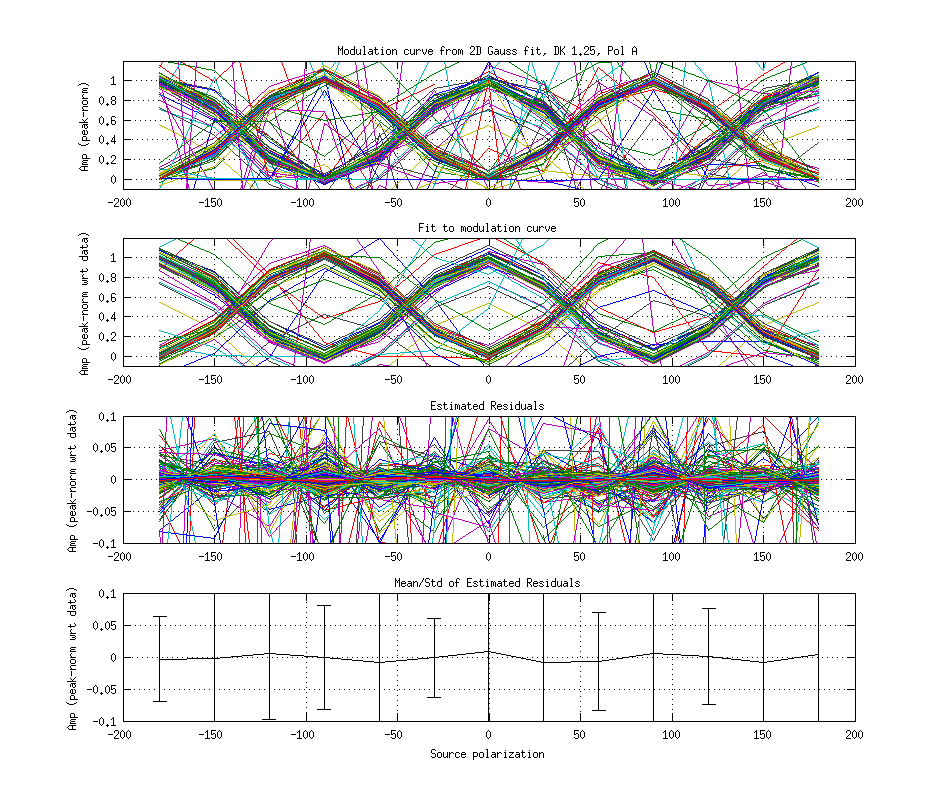 Modulation curve from 2D Gauss fit, DK 1.25, Pol A
Amp (peak-norm)
1
0.8
0.6
0.4
0.2
0
-200 -150 -100 -50 0 50 100 150 200
Fit to modulation curve
Amp (peak-norm wrt data)
1
0.8
0.6
0.4
0.2
0
-200 -150 -100 -50 0 50 100 150 200
Estimated Residuals
Amp (peak-norm wrt data)
0.1
0.05
0
-0.05
-0.1
-200 -150 -100 -50 0 50 100 150 200
Mean/Std of Estimated Residuals
Amp (peak-norm wrt data)
0.1
0.05
0
-0.05
-0.1
-200 -150 -100 -50 0 50 100 150 200
Source polarization